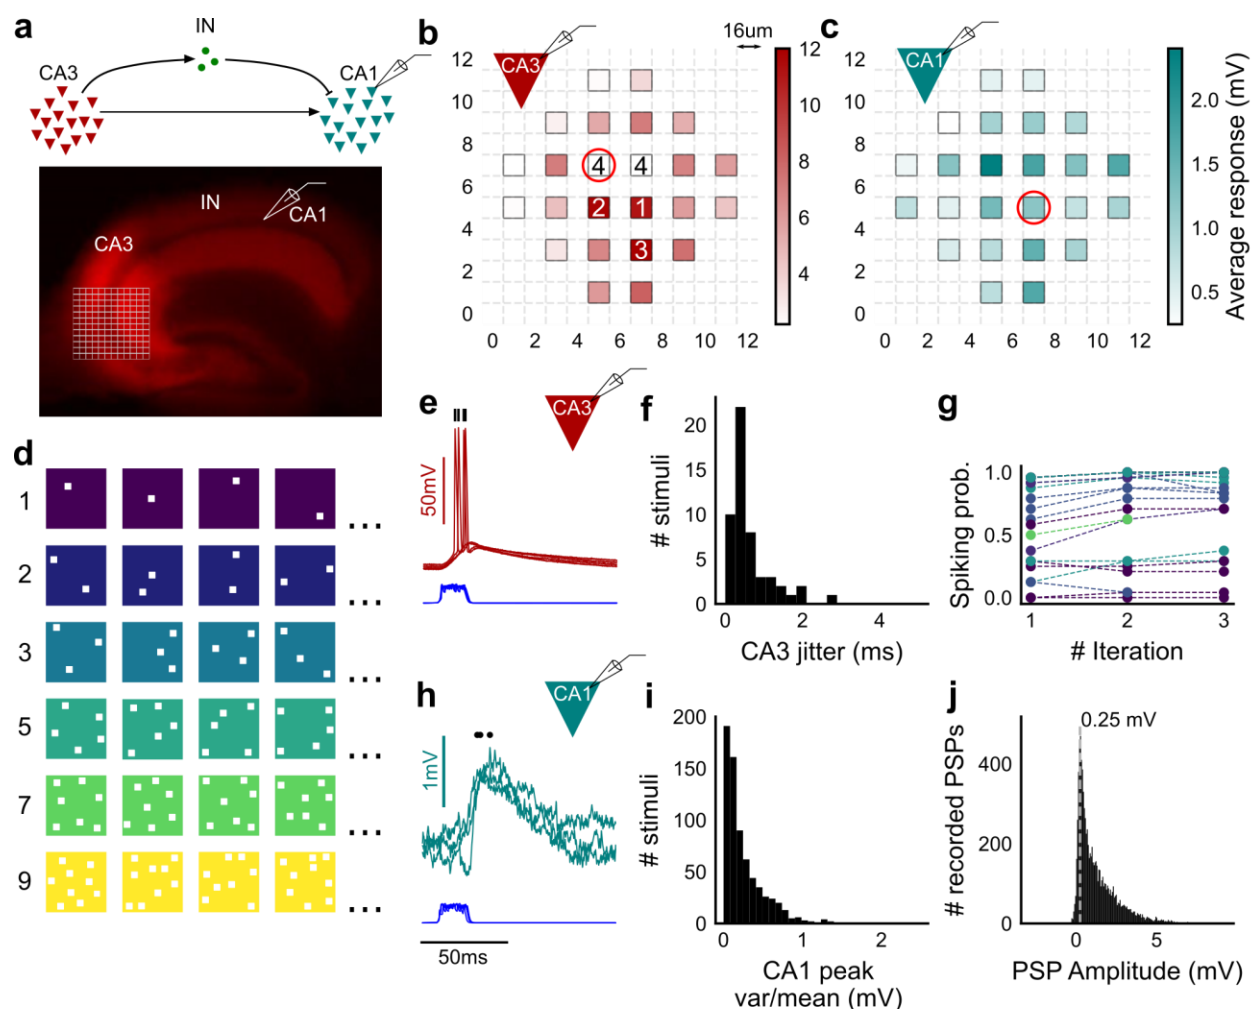 a
IN
CA3
CA1
IN
CA1
CA3
b
CA3
16um
12
10
8
6
4
2
0
0 2 4 6 8 10 12
4 4
2 1
3
12
10
8
6
4
c
CA1
12
10
8
6
4
2
0
0 2 4 6 8 10 12
2.0
1.5
1.0
0.5
Average response (mV)
d
1
...
2
...
3
...
5
...
7
...
9
...
e
CA3
50mV
f
# stimuli
20
15
10
5
0
0 2 4
CA3 jitter (ms)
g
Spiking prob.
1.0
0.5
0.0
1 2 3
# Iteration
h
CA1
1mV
50ms
i
# stimuli
200
150
100
50
0
0 1 2
CA1 peak
var/mean (mV)
j
0.25 mV
# recorded PSPs
400
200
0
0 5
PSP Amplitude (mV)